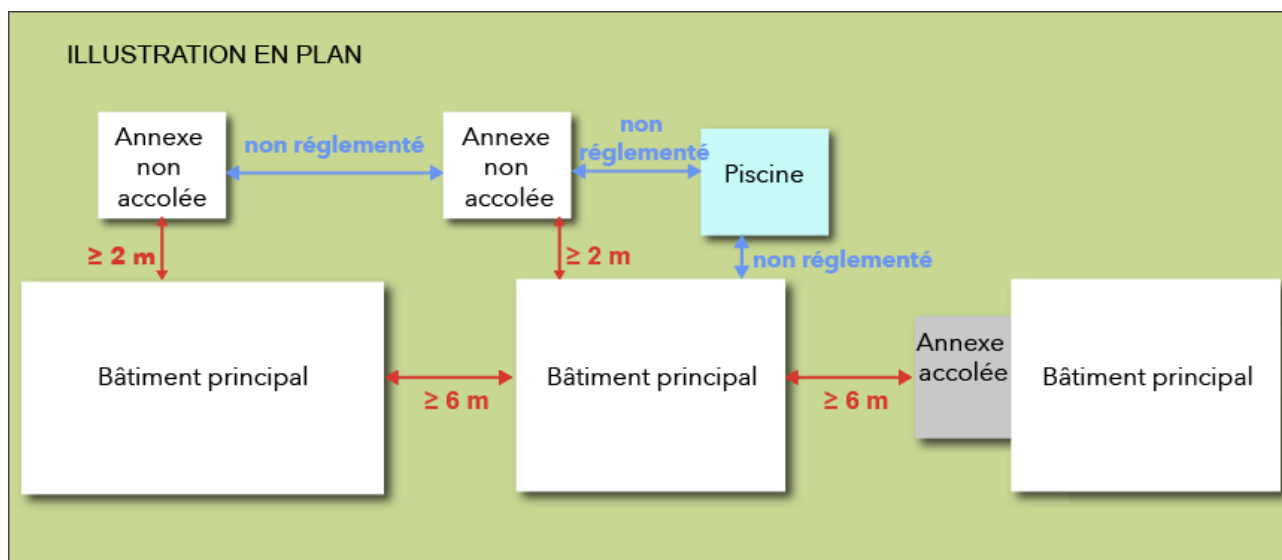 ILLUSTRATION EN PLAN
Annexe
non
accolée
non réglementé
Annexe
non
accolée
non
réglementé
Piscine
≥ 2 m
≥ 2 m
non réglementé
Bâtiment principal
≥ 6 m
Bâtiment principal
≥ 6 m
Annexe
accolée
Bâtiment principal